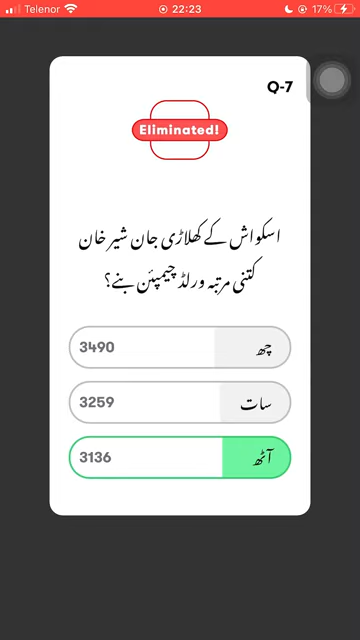 Telenor
22:23
17%
Q-7
Eliminated!
اسکواش کے کھلاڑی جان شیر خان
کتنی مرتبہ ورلڈ چیمپئن بنے؟
3490 چھ
3259 سات
3136 آٹھ